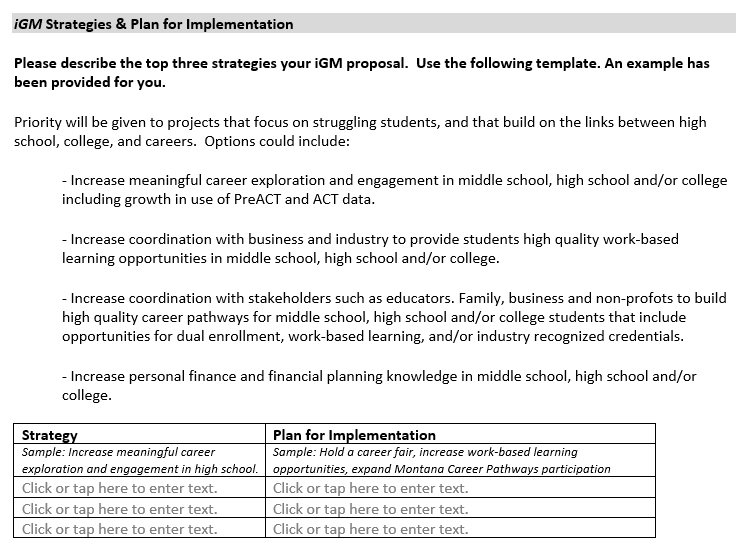 iGM Strategies & Plan for Implementation
Please describe the top three strategies your iGM proposal.  Use the following template. An example has
been provided for you.
Priority will be given to projects that focus on struggling students, and that build on the links between high
school, college, and careers.  Options could include:
- Increase meaningful career exploration and engagement in middle school, high school and/or college
including growth in use of PreACT and ACT data.
- Increase coordination with business and industry to provide students high quality work-based
learning opportunities in middle school, high school and/or college.
- Increase coordination with stakeholders such as educators. Family, business and non-profots to build
high quality career pathways for middle school, high school and/or college students that include
opportunities for dual enrollment, work-based learning, and/or industry recognized credentials.
- Increase personal finance and financial planning knowledge in middle school, high school and/or
college.
Strategy Plan for Implementation
Sample: Increase meaningful career Sample: Hold a career fair, increase work-based learning
exploration and engagement in high school. opportunities, expand Montana Career Pathways participation
Click or tap here to enter text. Click or tap here to enter text.
Click or tap here to enter text. Click or tap here to enter text.
Click or tap here to enter text. Click or tap here to enter text.